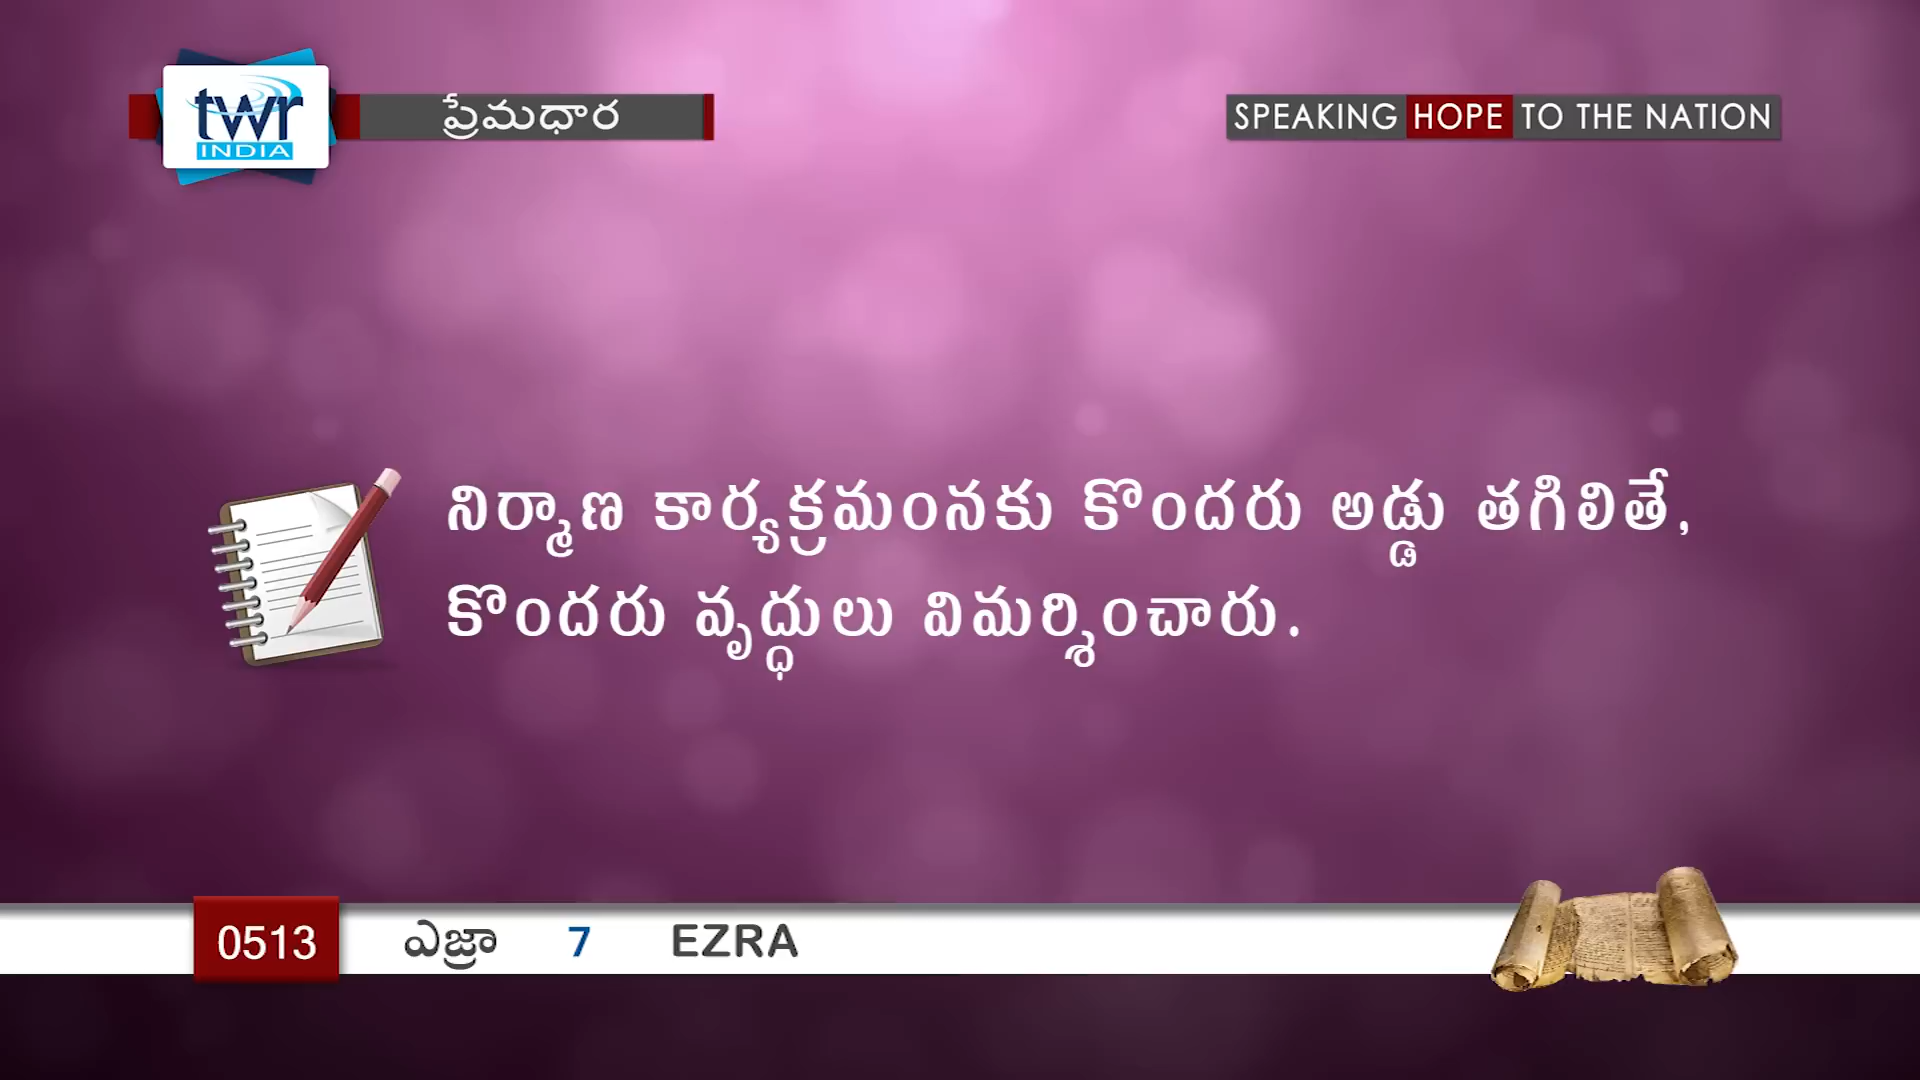 twr
INDIA
ప్రేమధార
SPEAKING HOPE TO THE NATION
నిర్మాణ కార్యక్రమంనకు కొందరు అడ్డు తగిలితే,
కొందరు వృద్ధులు విమర్శించారు.
0513 ఎజ్రా 7 EZRA